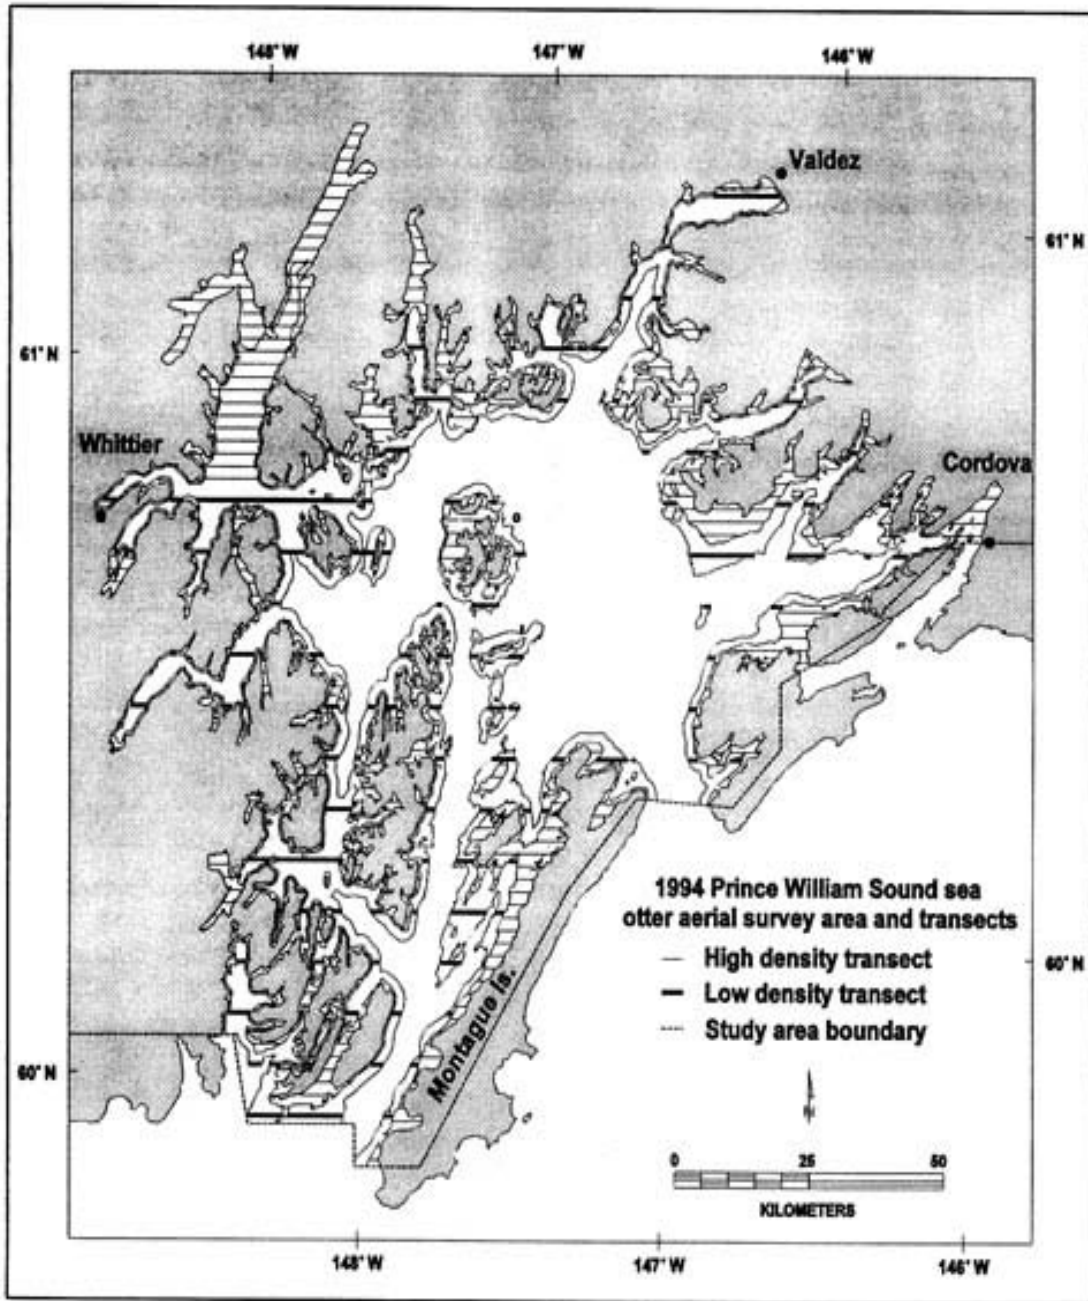 148° W 147° W 146° W
Valdez
61° N
61° N
Whittier
Cordova
1994 Prince William Sound sea
otter aerial survey area and transects
High density transect
Low density transect
Study area boundary
60° N
Montague Is.
60° N
N
0 25 50
KILOMETERS
148° W 147° W 146° W